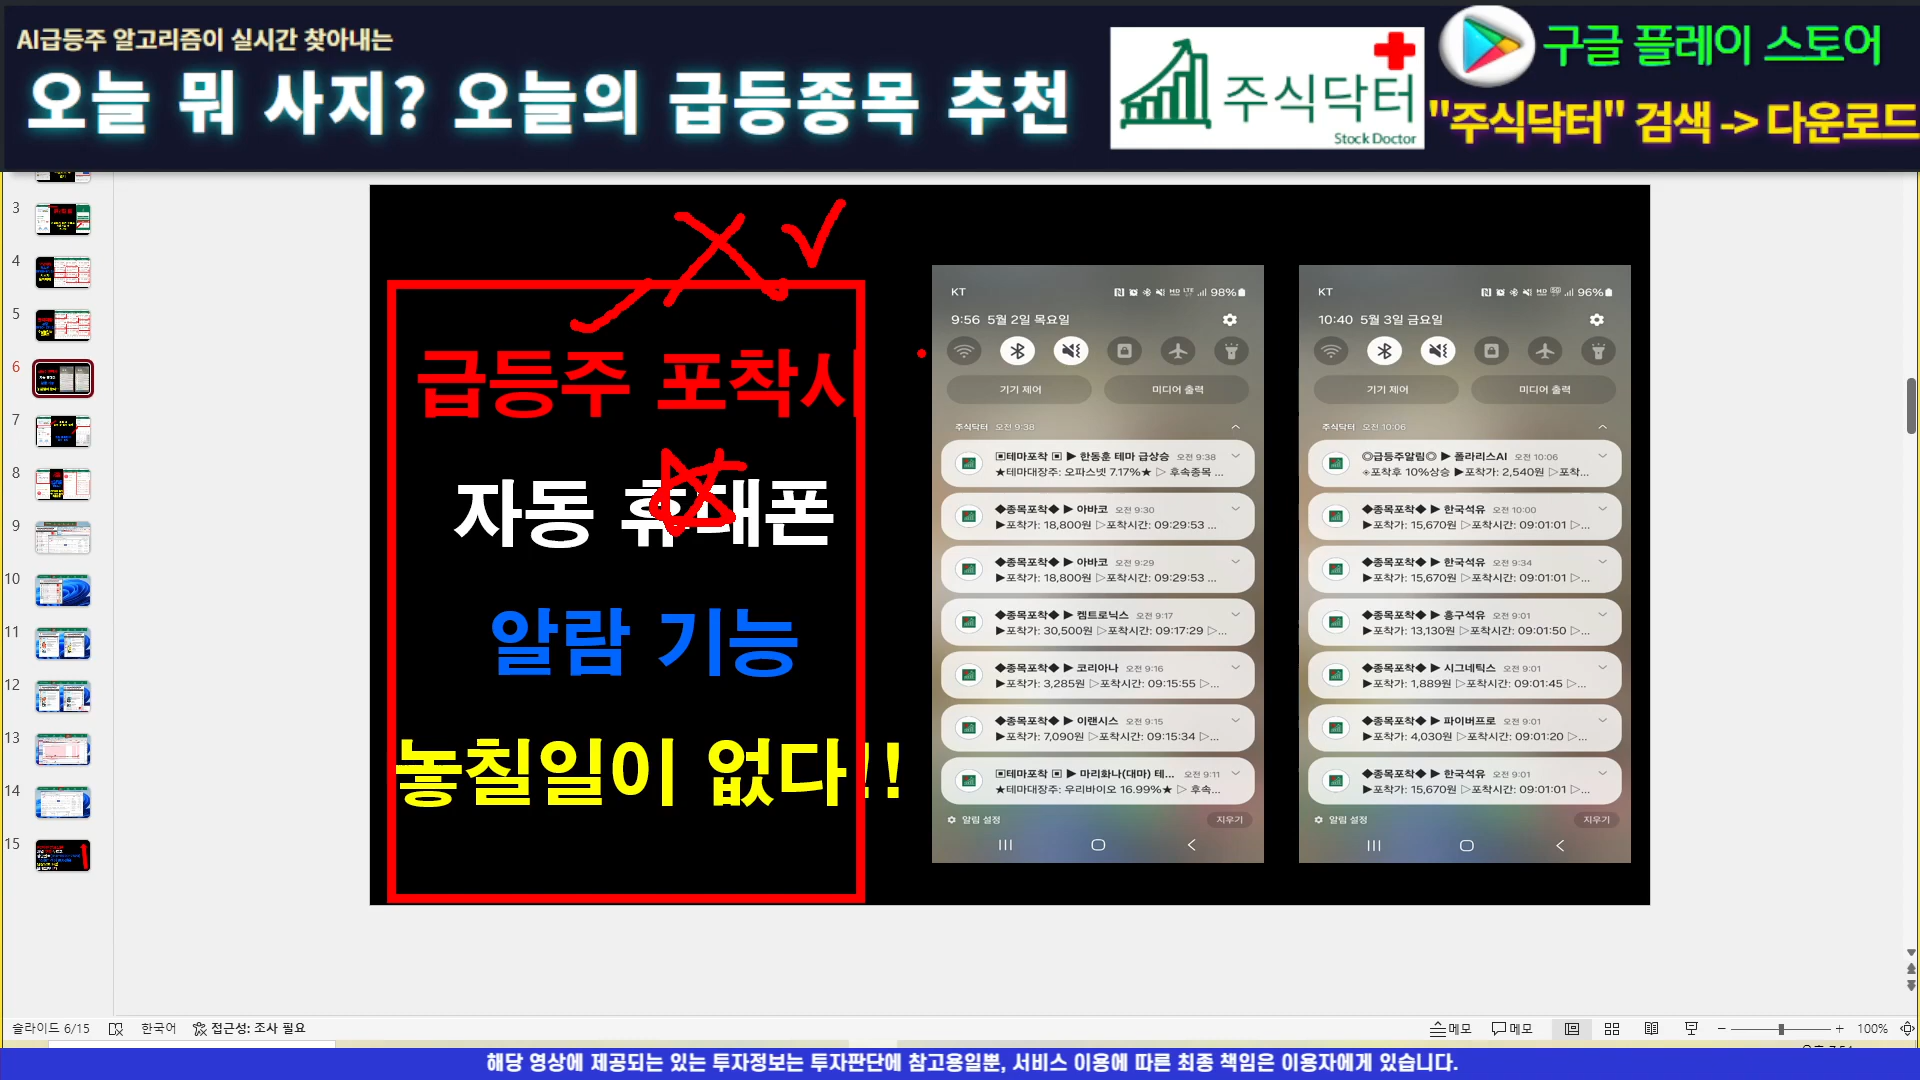 AI급등주 알고리즘이 실시간 찾아내는
오늘 뭐 사지? 오늘의 급등종목 추천
주식닥터
Stock Doctor
구글 플레이 스토어
"주식닥터" 검색 -> 다운로드
3
4
5
6
7
8
9
10
11
12
13
14
15
급등주 포착시
자동 휴대폰
알람 기능
놓칠일이 없다!!
KT
98%
9:56 5월 2일 목요일
기기 제어
미디어 출력
주식닥터 오전 9:38
▣테마포착 ▣ ▶ 한동훈 테마 급상승 오전 9:38
★테마대장주: 오파스넷 7.17%★ ▷ 후속종목 ...
◆종목포착◆ ▶ 아바코 오전 9:30
▶포착가: 18,800원 ▷포착시간: 09:29:53 ...
◆종목포착◆ ▶ 아바코 오전 9:29
▶포착가: 18,800원 ▷포착시간: 09:29:53 ...
◆종목포착◆ ▶ 켐트로닉스 오전 9:17
▶포착가: 30,500원 ▷포착시간: 09:17:29 ▷...
◆종목포착◆ ▶ 코리아나 오전 9:16
▶포착가: 3,285원 ▷포착시간: 09:15:55 ▷...
◆종목포착◆ ▶ 이랜시스 오전 9:15
▶포착가: 7,090원 ▷포착시간: 09:15:34 ▷...
▣테마포착 ▣ ▶ 마리화나(대마) 테... 오전 9:11
★테마대장주: 우리바이오 16.99%★ ▷ 후속...
알림 설정
지우기
KT
96%
10:40 5월 3일 금요일
기기 제어
미디어 출력
주식닥터 오전 10:06
◎급등주알림◎ ▶ 폴라리스AI 오전 10:06
◈포착후 10%상승 ▶포착가: 2,540원 ▷포착...
◆종목포착◆ ▶ 한국석유 오전 10:00
▶포착가: 15,670원 ▷포착시간: 09:01:01 ▷...
◆종목포착◆ ▶ 한국석유 오전 9:34
▶포착가: 15,670원 ▷포착시간: 09:01:01 ▷...
◆종목포착◆ ▶ 흥구석유 오전 9:01
▶포착가: 13,130원 ▷포착시간: 09:01:50 ▷...
◆종목포착◆ ▶ 시그네틱스 오전 9:01
▶포착가: 1,889원 ▷포착시간: 09:01:45 ▷...
◆종목포착◆ ▶ 파이버프로 오전 9:01
▶포착가: 4,030원 ▷포착시간: 09:01:20 ▷...
◆종목포착◆ ▶ 한국석유 오전 9:01
▶포착가: 15,670원 ▷포착시간: 09:01:01 ▷...
알림 설정
지우기
슬라이드 6/15 한국어 접근성: 조사 필요
메모 메모 100%
해당 영상에 제공되는 있는 투자정보는 투자판단에 참고용일뿐, 서비스 이용에 따른 최종 책임은 이용자에게 있습니다.